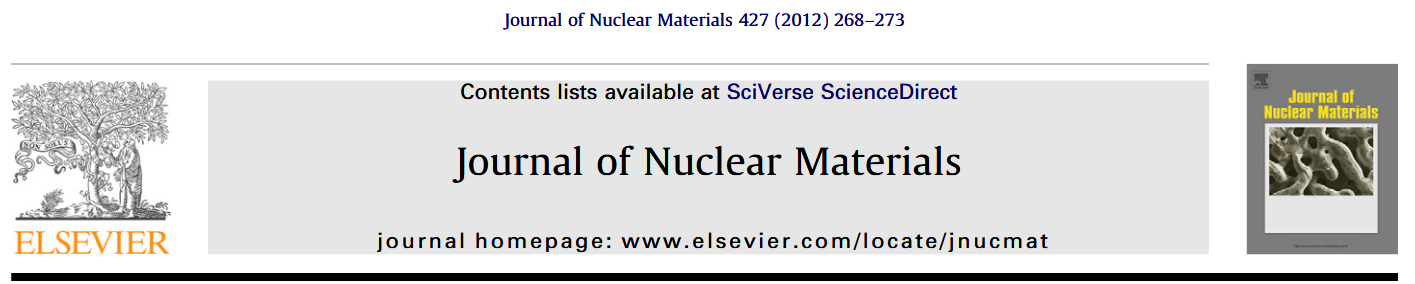 Journal of Nuclear Materials 427 (2012) 268–273
Contents lists available at SciVerse ScienceDirect
Journal of Nuclear Materials
journal homepage: www.elsevier.com/locate/jnucmat
NON SOLUS
ELSEVIER
Journal of
Nuclear Materials